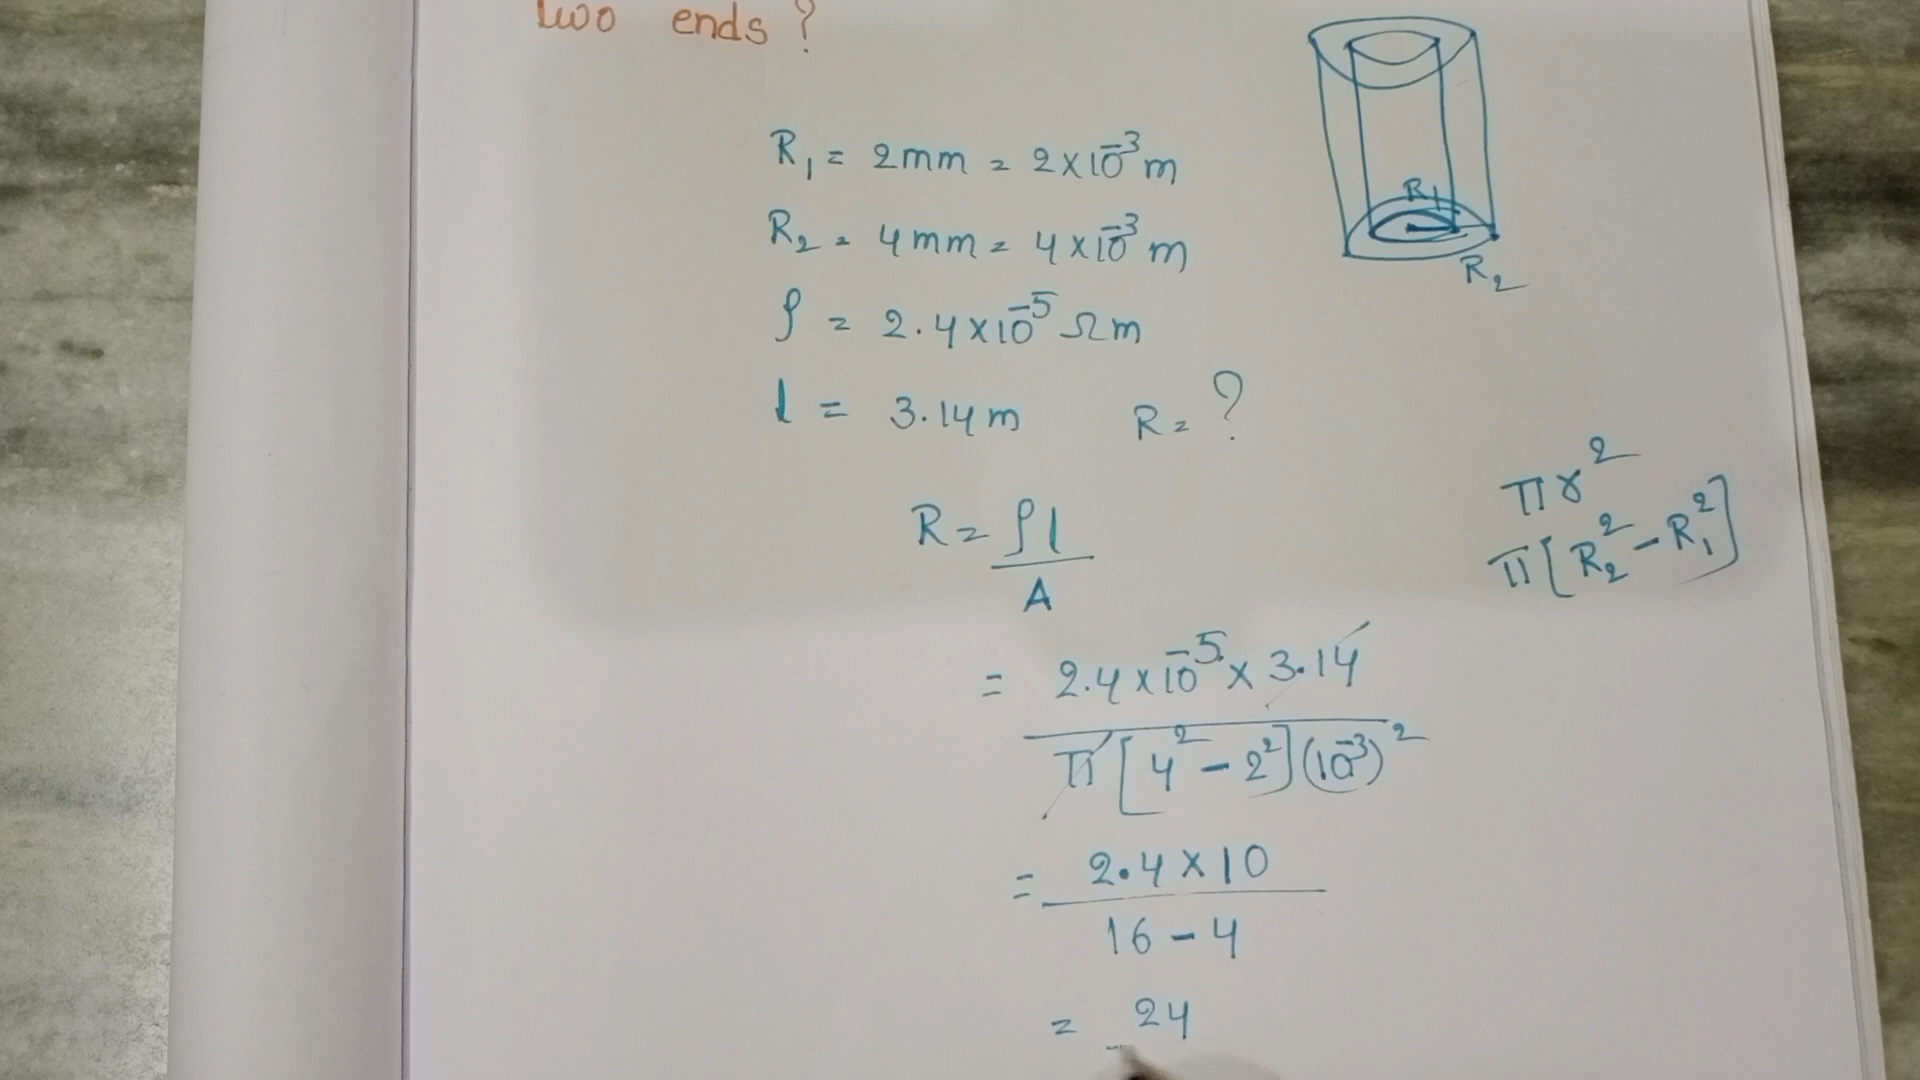 two ends ?
R₁ = 2mm = 2×10⁻³ m
R₂ = 4mm = 4×10⁻³ m
ρ = 2.4×10⁻⁵ Ωm
l = 3.14m R = ?
R₁
R₂
R = ρl / A
πr²
π[R₂² - R₁²]
= 2.4×10⁻⁵ × 3.14 / π[4² - 2²](10⁻³)²
= 2.4×10 / 16 - 4
= 24